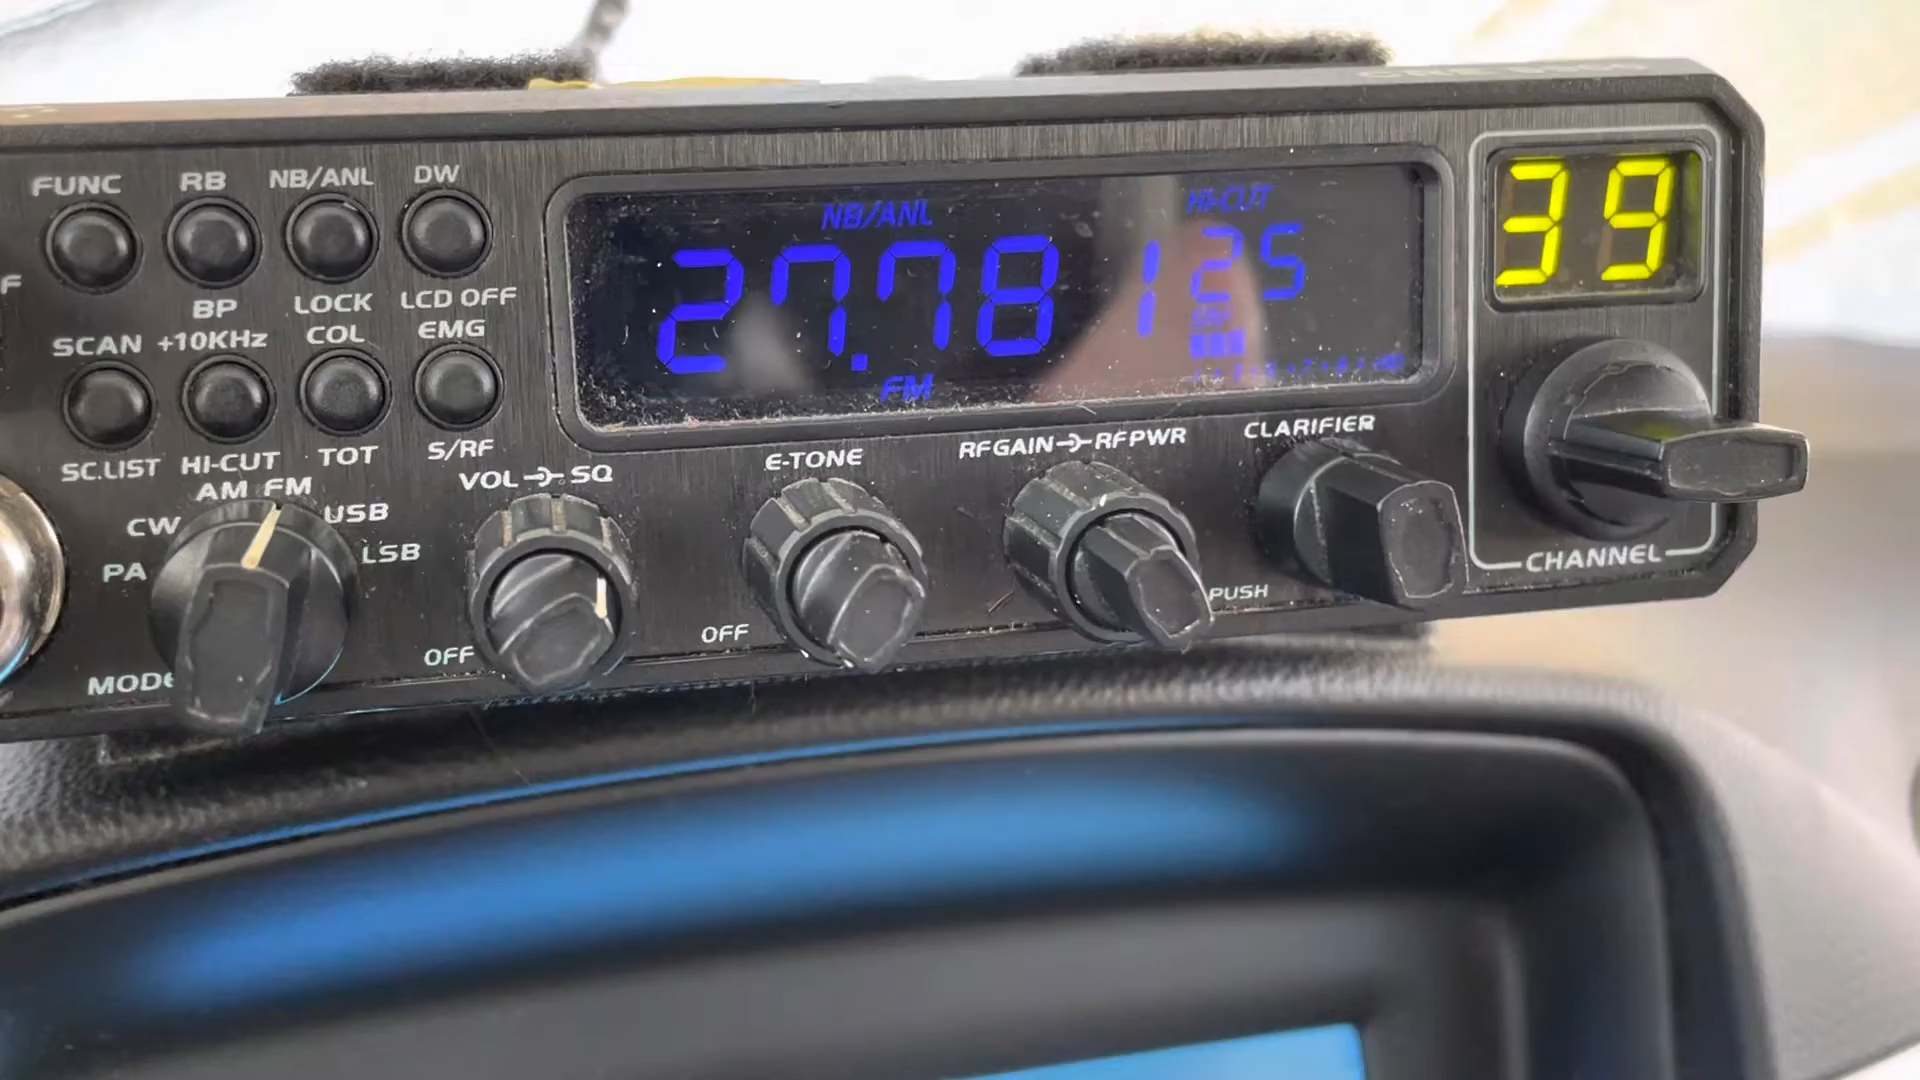 FUNC RB NB/ANL DW
F
BP LOCK LCD OFF
SCAN +10KHz COL EMG
SC.LIST HI-CUT TOT S/RF
NB/ANL HI-CUT
27.78125
FM
39
CW AM FM USB
PA LSB
MODE
VOL SQ
OFF
E-TONE
OFF
RFGAIN RFPWR
PUSH
CLARIFIER
CHANNEL